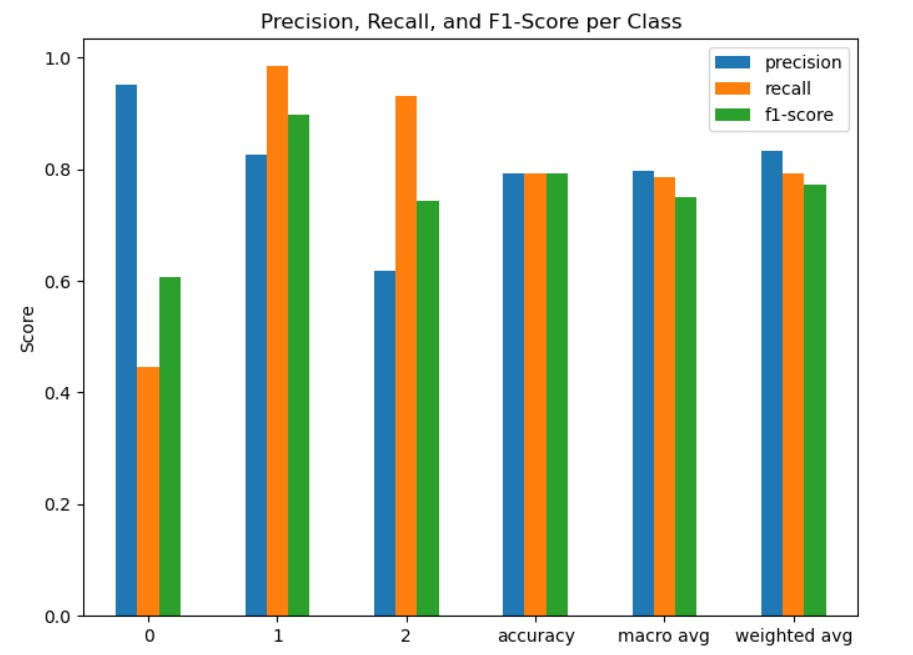 Precision, Recall, and F1-Score per Class
precision
recall
f1-score
Score
1.0
0.8
0.6
0.4
0.2
0.0
0 1 2 accuracy macro avg weighted avg